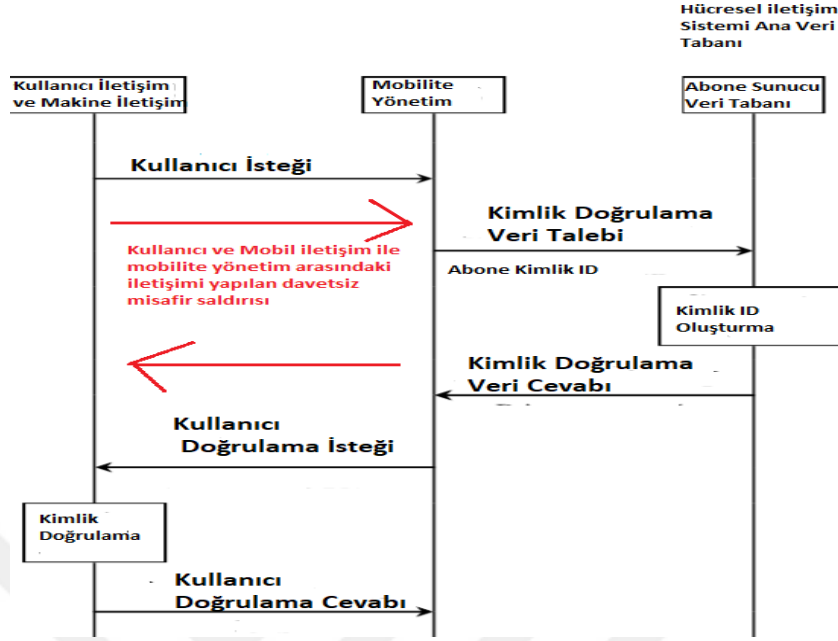 Hücresel iletişim
Sistemi Ana Veri
Tabanı
Kullanıcı İletişim
ve Makine İletişim
Mobilite
Yönetim
Abone Sunucu
Veri Tabanı
Kullanıcı İsteği
Kimlik Doğrulama
Veri Talebi
Kullanıcı ve Mobil iletişim ile
mobilite yönetim arasındaki
iletişimi yapılan davetsiz
misafir saldırısı
Abone Kimlik ID
Kimlik ID
Oluşturma
Kimlik Doğrulama
Veri Cevabı
Kullanıcı
Doğrulama İsteği
Kimlik
Doğrulama
Kullanıcı
Doğrulama Cevabı